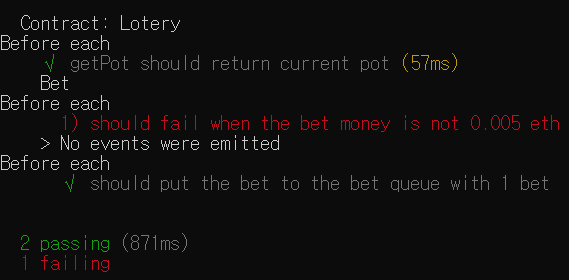 Contract: Lotery
Before each
√ getPot should return current pot (57ms)
Bet
Before each
1) should fail when the bet money is not 0.005 eth
> No events were emitted
Before each
√ should put the bet to the bet queue with 1 bet
2 passing (871ms)
1 failing